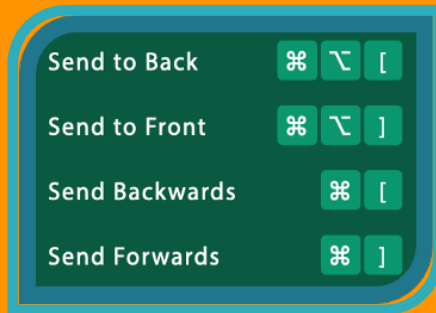 Send to Back ⌘ ⌥ [
Send to Front ⌘ ⌥ ]
Send Backwards ⌘ [
Send Forwards ⌘ ]